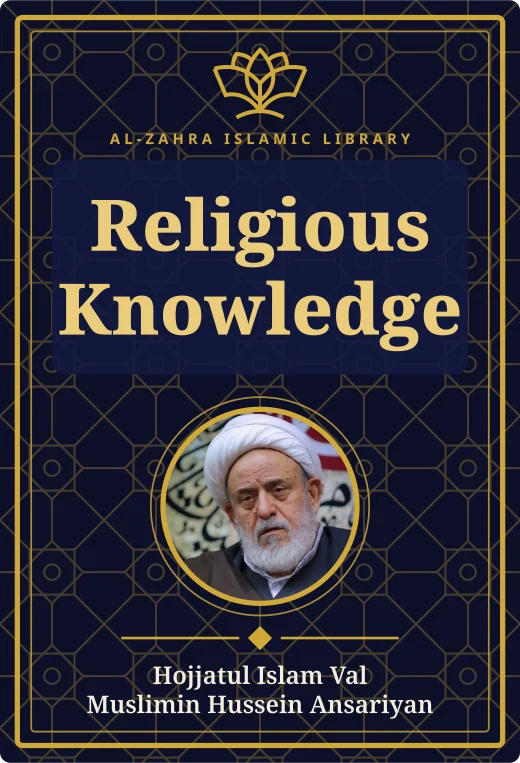 AL-ZAHRA ISLAMIC LIBRARY
Religious
Knowledge
Hojjatul Islam Val
Muslimin Hussein Ansariyan